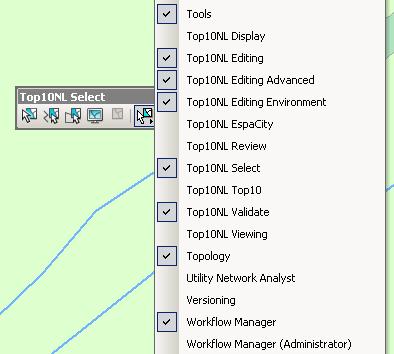 Top10NL Select
Tools
Top10NL Display
Top10NL Editing
Top10NL Editing Advanced
Top10NL Editing Environment
Top10NL EspaCity
Top10NL Review
Top10NL Select
Top10NL Top10
Top10NL Validate
Top10NL Viewing
Topology
Utility Network Analyst
Versioning
Workflow Manager
Workflow Manager (Administrator)